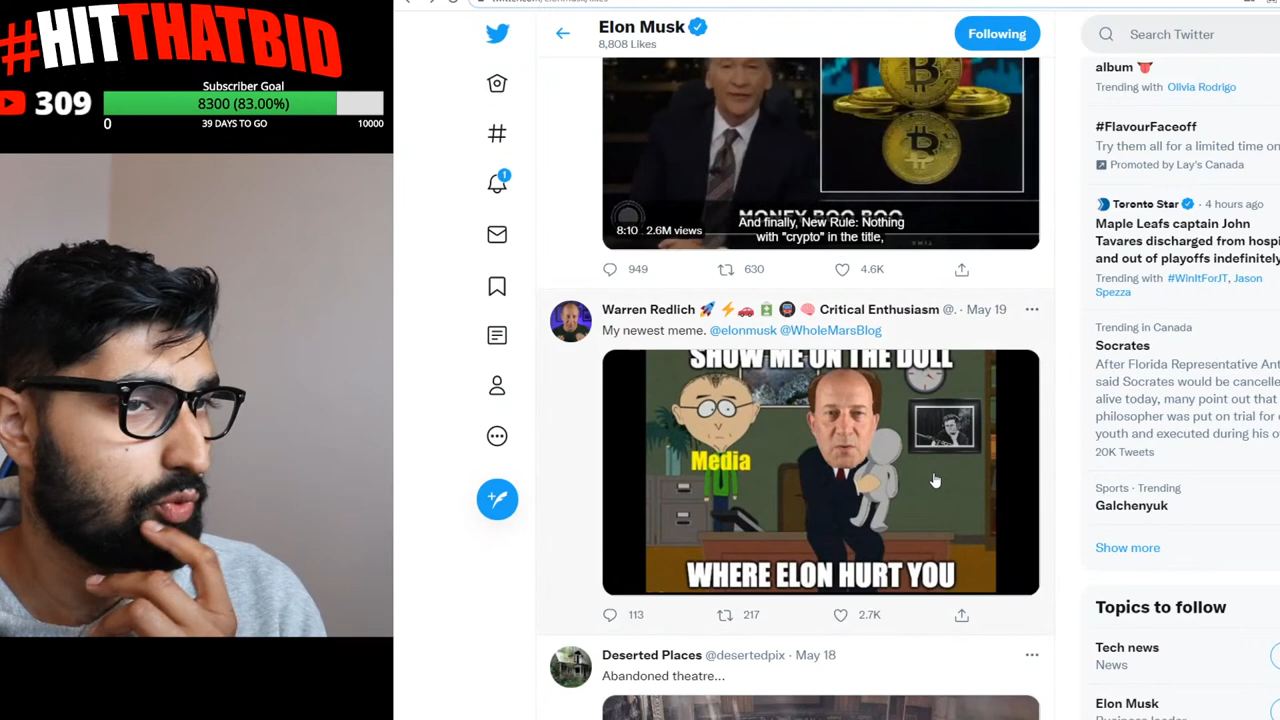 #HITTHATBID
Subscriber Goal
309
8300 (83.00%)
0
39 DAYS TO GO
10000
Elon Musk
8,808 Likes
Following
Search Twitter
MONEY BOO BOO
And finally, New Rule: Nothing
with "crypto" in the title,
8:10 2.6M views
949
630
4.6K
1
Warren Redlich 🚀 ⚡🚗 🔋 🚇 🧠 Critical Enthusiasm @. · May 19
My newest meme. @elonmusk @WholeMarsBlog
SHOW ME ON THE DOLL
Media
WHERE ELON HURT YOU
113
217
2.7K
Deserted Places @desertedpix · May 18
Abandoned theatre...
album 👅
Trending with Olivia Rodrigo
#FlavourFaceoff
Try them all for a limited time on
Promoted by Lay's Canada
Toronto Star · 4 hours ago
Maple Leafs captain John
Tavares discharged from hospi
and out of playoffs indefinitely
Trending with #WinItForJT, Jason
Spezza
Trending in Canada
Socrates
After Florida Representative Ant
said Socrates would be cancelle
alive today, many point out that
philosopher was put on trial for c
youth and executed during his o
20K Tweets
Sports · Trending
Galchenyuk
Show more
Topics to follow
Tech news
News
Elon Musk
Business leader